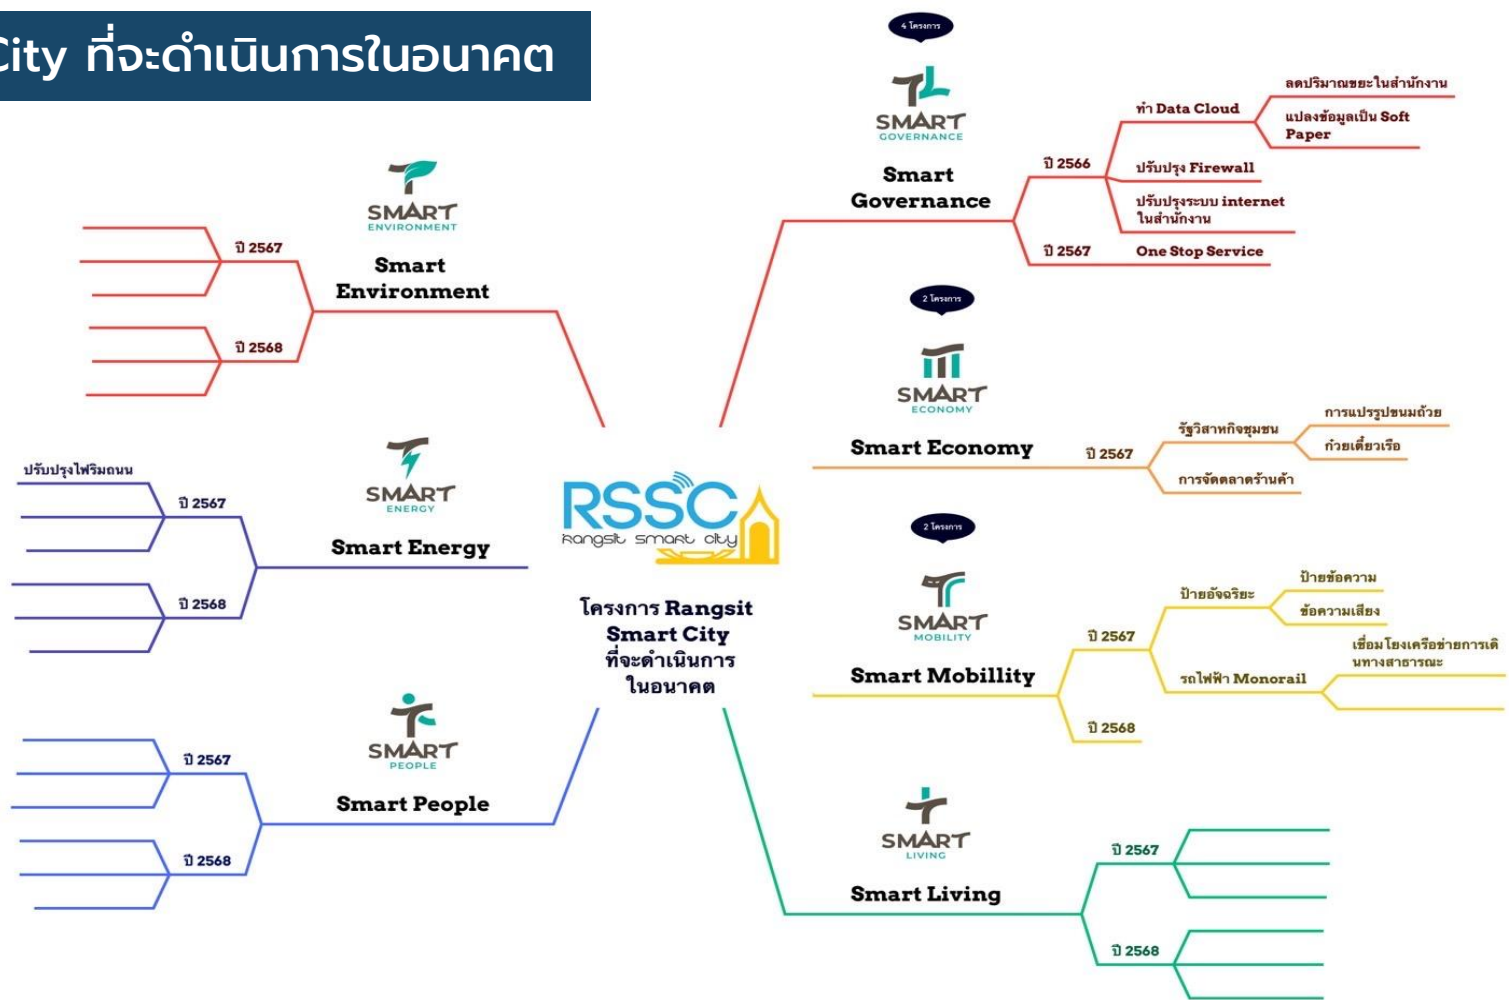 City ที่จะดำเนินการในอนาคต
4 โครงการ
SMART
GOVERNANCE
Smart
Governance
ปี 2566
ทำ Data Cloud
ลดปริมาณขยะในสำนักงาน
แปลงข้อมูลเป็น Soft
Paper
ปรับปรุง Firewall
ปรับปรุงระบบ internet
ในสำนักงาน
ปี 2567
One Stop Service
SMART
ENVIRONMENT
Smart
Environment
ปี 2567
ปี 2568
2 โครงการ
SMART
ECONOMY
Smart Economy
ปี 2567
รัฐวิสาหกิจชุมชน
การแปรรูปขนมถ้วย
ก๋วยเตี๋ยวเรือ
การจัดตลาดร้านค้า
SMART
ENERGY
Smart Energy
ปรับปรุงไฟริมถนน
ปี 2567
ปี 2568
RSSC
Rangsit smart city
โครงการ Rangsit
Smart City
ที่จะดำเนินการ
ในอนาคต
2 โครงการ
SMART
MOBILITY
Smart Mobillity
ปี 2567
ป้ายอัจฉริยะ
ป้ายข้อความ
ข้อความเสียง
รถไฟฟ้า Monorail
เชื่อมโยงเครือข่ายการเดิ
นทางสาธารณะ
ปี 2568
SMART
PEOPLE
Smart People
ปี 2567
ปี 2568
SMART
LIVING
Smart Living
ปี 2567
ปี 2568